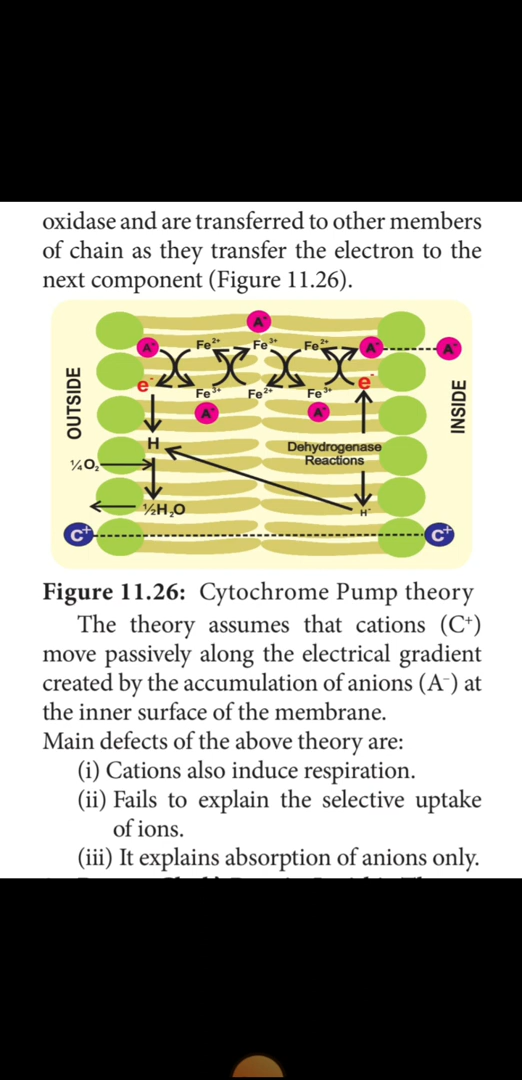 oxidase and are transferred to other members
of chain as they transfer the electron to the
next component (Figure 11.26).
A⁻
A⁻ Fe²⁺ Fe³⁺ Fe²⁺ A⁻ A⁻
e⁻ Fe³⁺ Fe²⁺ Fe³⁺ e⁻
A⁻ A⁻
OUTSIDE
INSIDE
H
Dehydrogenase
Reactions
¼O₂
½H₂O
C⁺ C⁺
Figure 11.26: Cytochrome Pump theory
The theory assumes that cations (C⁺)
move passively along the electrical gradient
created by the accumulation of anions (A⁻) at
the inner surface of the membrane.
Main defects of the above theory are:
(i) Cations also induce respiration.
(ii) Fails to explain the selective uptake
of ions.
(iii) It explains absorption of anions only.